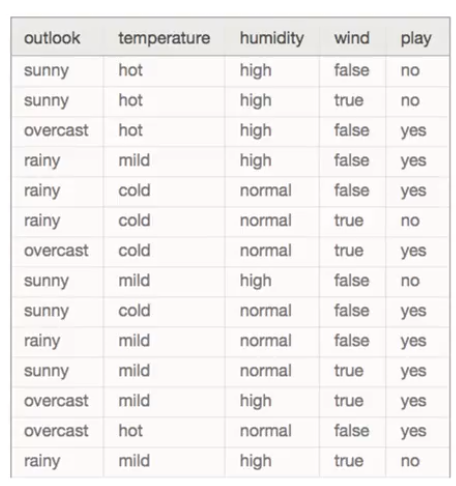 outlook temperature humidity wind play
sunny hot high false no
sunny hot high true no
overcast hot high false yes
rainy mild high false yes
rainy cold normal false yes
rainy cold normal true no
overcast cold normal true yes
sunny mild high false no
sunny cold normal false yes
rainy mild normal false yes
sunny mild normal true yes
overcast mild high true yes
overcast hot normal false yes
rainy mild high true no